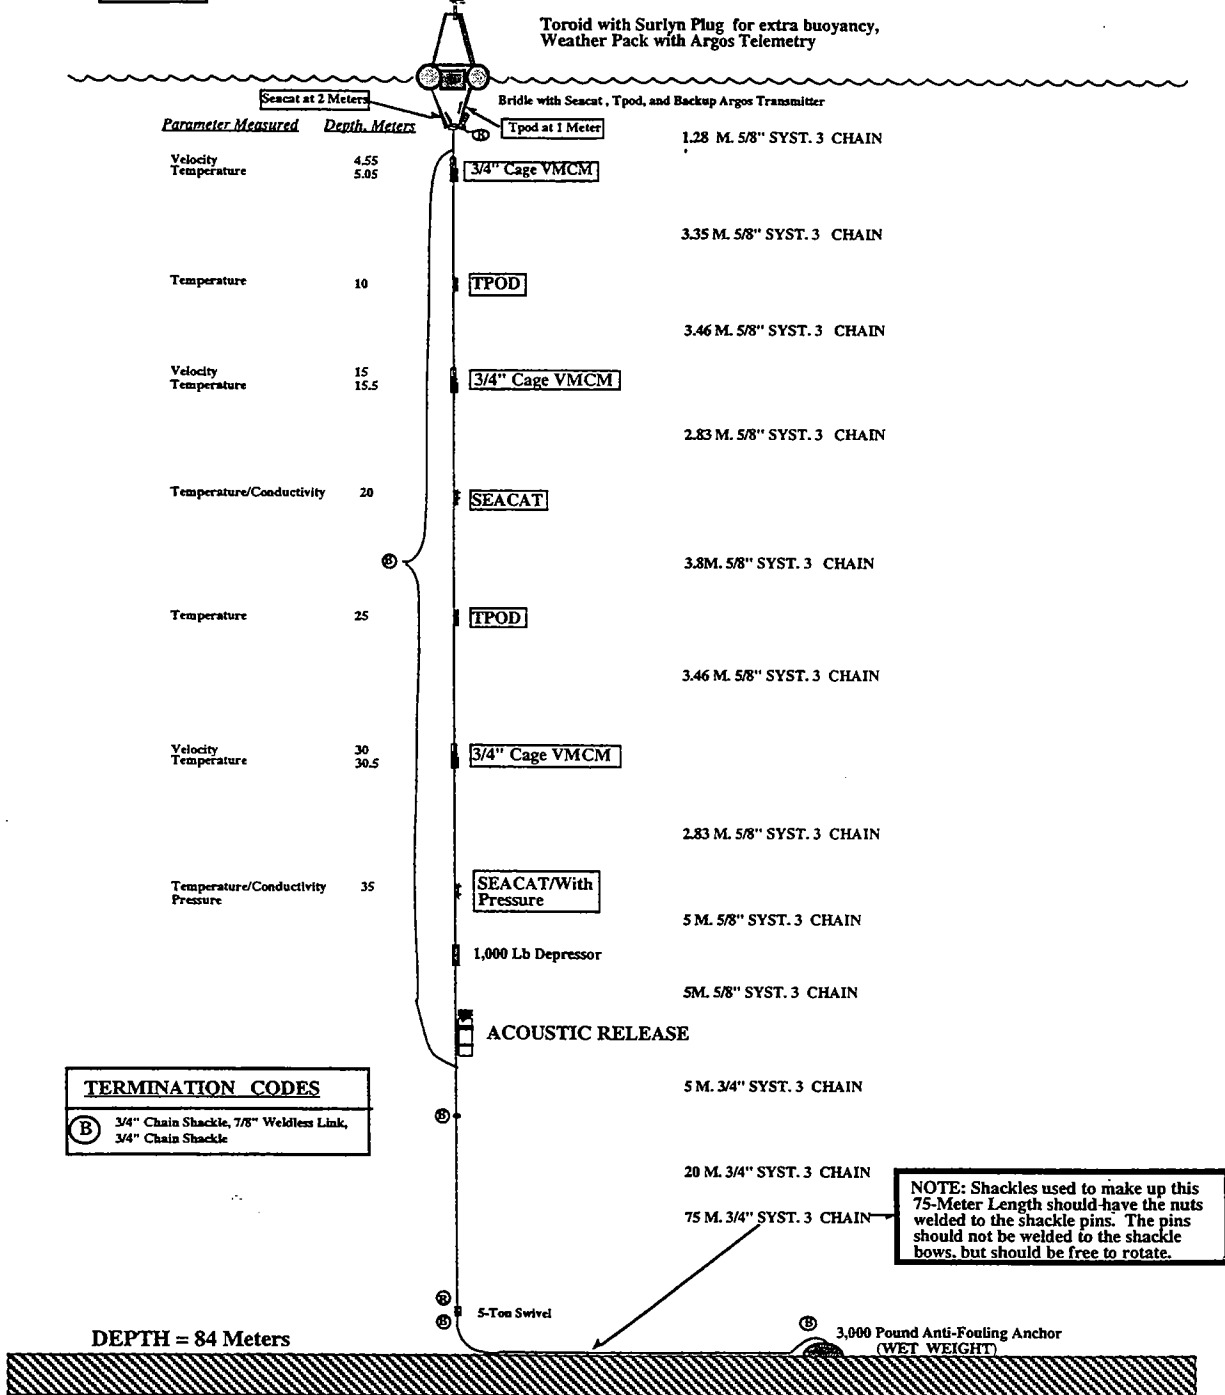 Toroid with Surlyn Plug for extra buoyancy,
Weather Pack with Argos Telemetry
Seacat at 2 Meters
Bridle with Seacat , Tpod, and Backup Argos Transmitter
Parameter Measured Depth, Meters
Tpod at 1 Meter
B
1.28 M. 5/8" SYST. 3 CHAIN
Velocity 4.55
Temperature 5.05
3/4" Cage VMCM
3.35 M. 5/8" SYST. 3 CHAIN
Temperature 10
TPOD
3.46 M. 5/8" SYST. 3 CHAIN
Velocity 15
Temperature 15.5
3/4" Cage VMCM
2.83 M. 5/8" SYST. 3 CHAIN
Temperature/Conductivity 20
SEACAT
B
3.8M. 5/8" SYST. 3 CHAIN
Temperature 25
TPOD
3.46 M. 5/8" SYST. 3 CHAIN
Velocity 30
Temperature 30.5
3/4" Cage VMCM
2.83 M. 5/8" SYST. 3 CHAIN
Temperature/Conductivity 35
Pressure
SEACAT/With
Pressure
5 M. 5/8" SYST. 3 CHAIN
1,000 Lb Depressor
5M. 5/8" SYST. 3 CHAIN
ACOUSTIC RELEASE
5 M. 3/4" SYST. 3 CHAIN
TERMINATION CODES
B 3/4" Chain Shackle, 7/8" Weldless Link,
3/4" Chain Shackle
B
20 M. 3/4" SYST. 3 CHAIN
75 M. 3/4" SYST. 3 CHAIN
NOTE: Shackles used to make up this
75-Meter Length should have the nuts
welded to the shackle pins. The pins
should not be welded to the shackle
bows, but should be free to rotate.
B
5-Ton Swivel
B
DEPTH = 84 Meters
B
3,000 Pound Anti-Fouling Anchor
(WET WEIGHT)